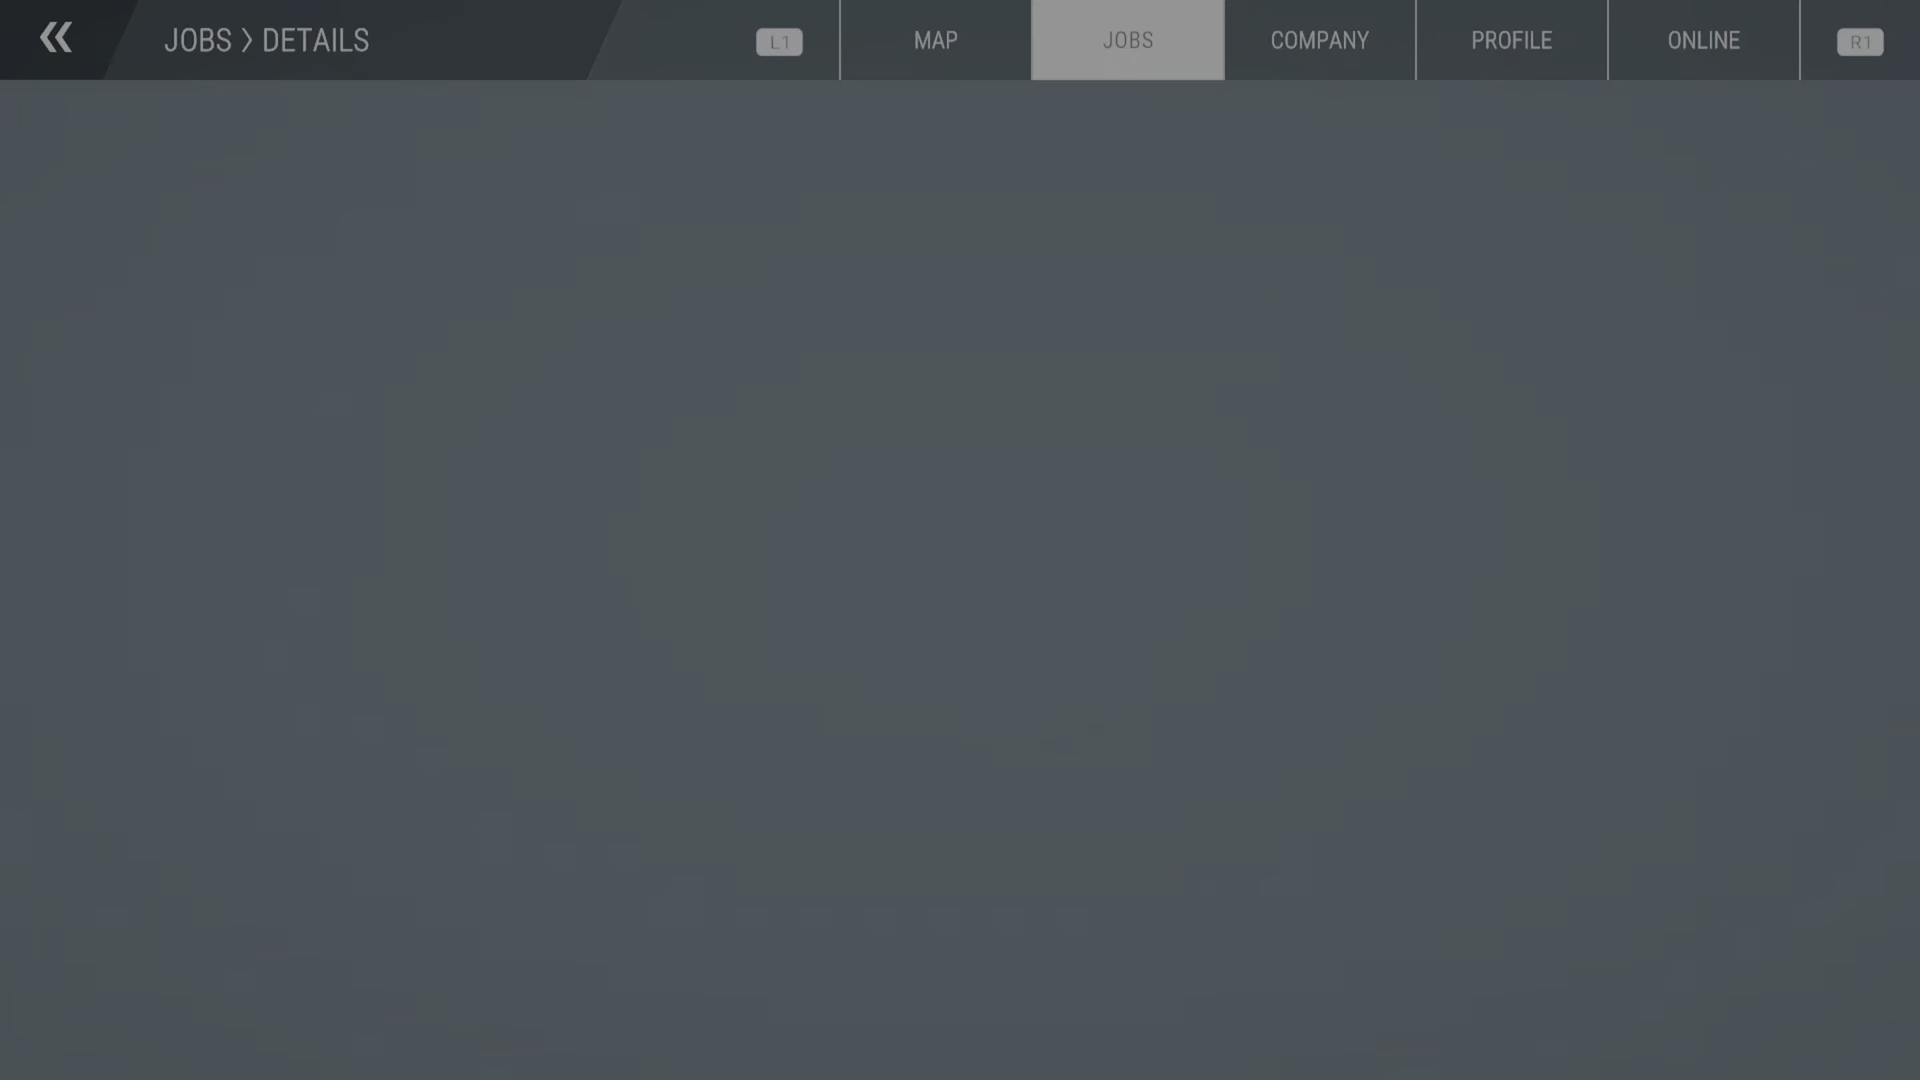 JOBS > DETAILS
L1
MAP
JOBS
COMPANY
PROFILE
ONLINE
R1